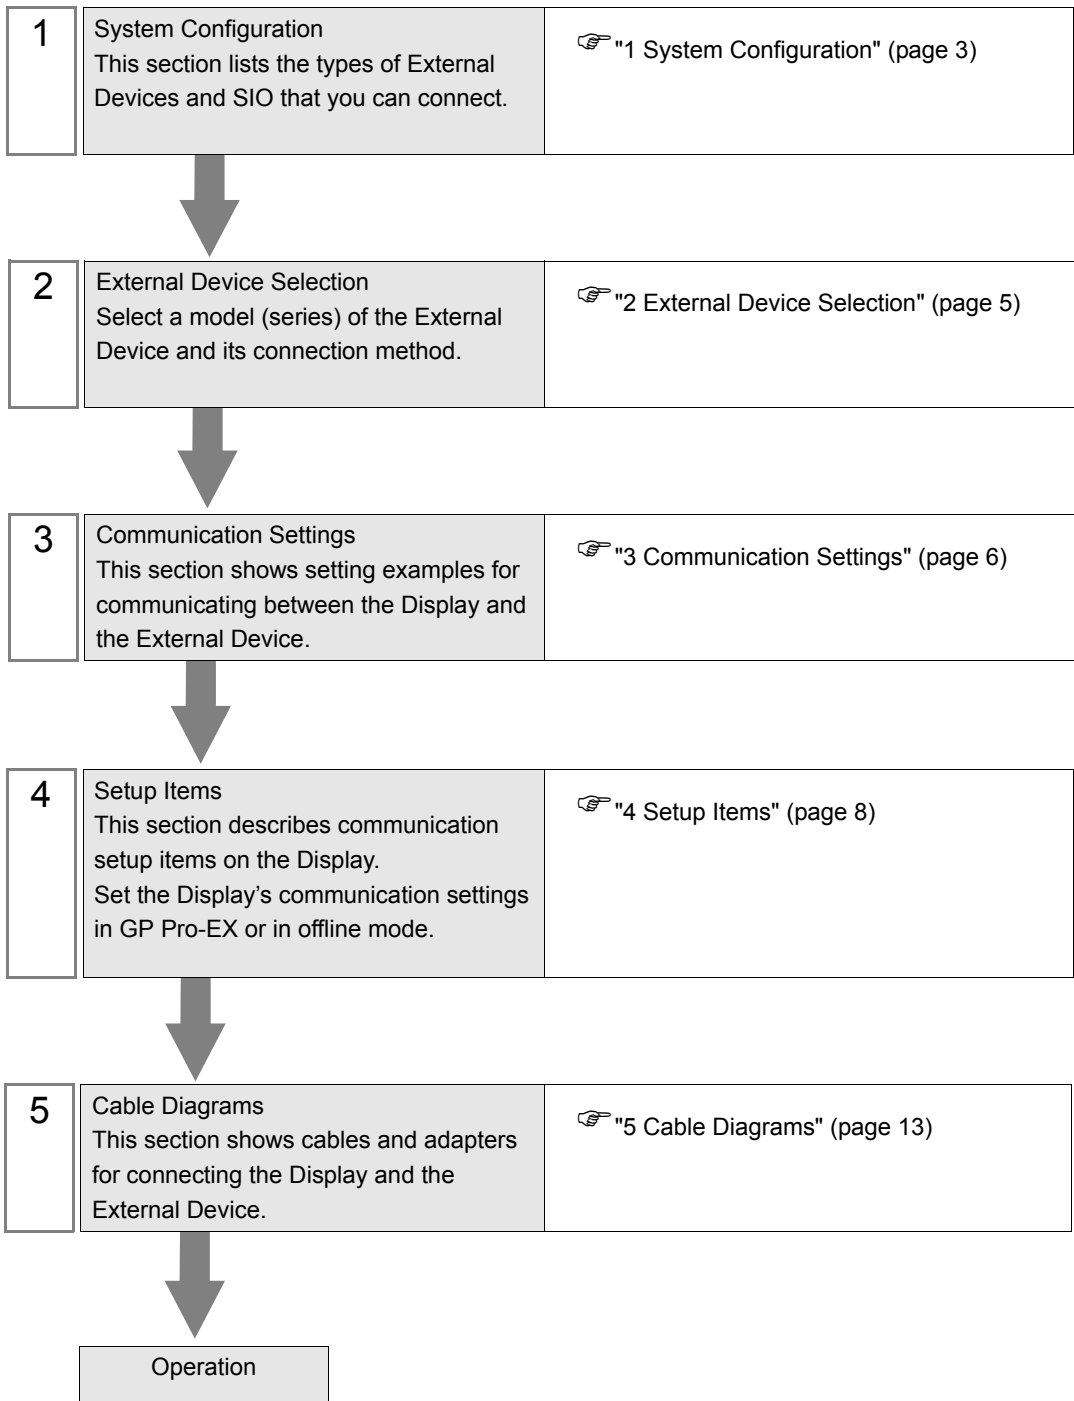 1
System Configuration
This section lists the types of External
Devices and SIO that you can connect.
"1 System Configuration" (page 3)
2
External Device Selection
Select a model (series) of the External
Device and its connection method.
"2 External Device Selection" (page 5)
3
Communication Settings
This section shows setting examples for
communicating between the Display and
the External Device.
"3 Communication Settings" (page 6)
4
Setup Items
This section describes communication
setup items on the Display.
Set the Display’s communication settings
in GP Pro-EX or in offline mode.
"4 Setup Items" (page 8)
5
Cable Diagrams
This section shows cables and adapters
for connecting the Display and the
External Device.
"5 Cable Diagrams" (page 13)
Operation